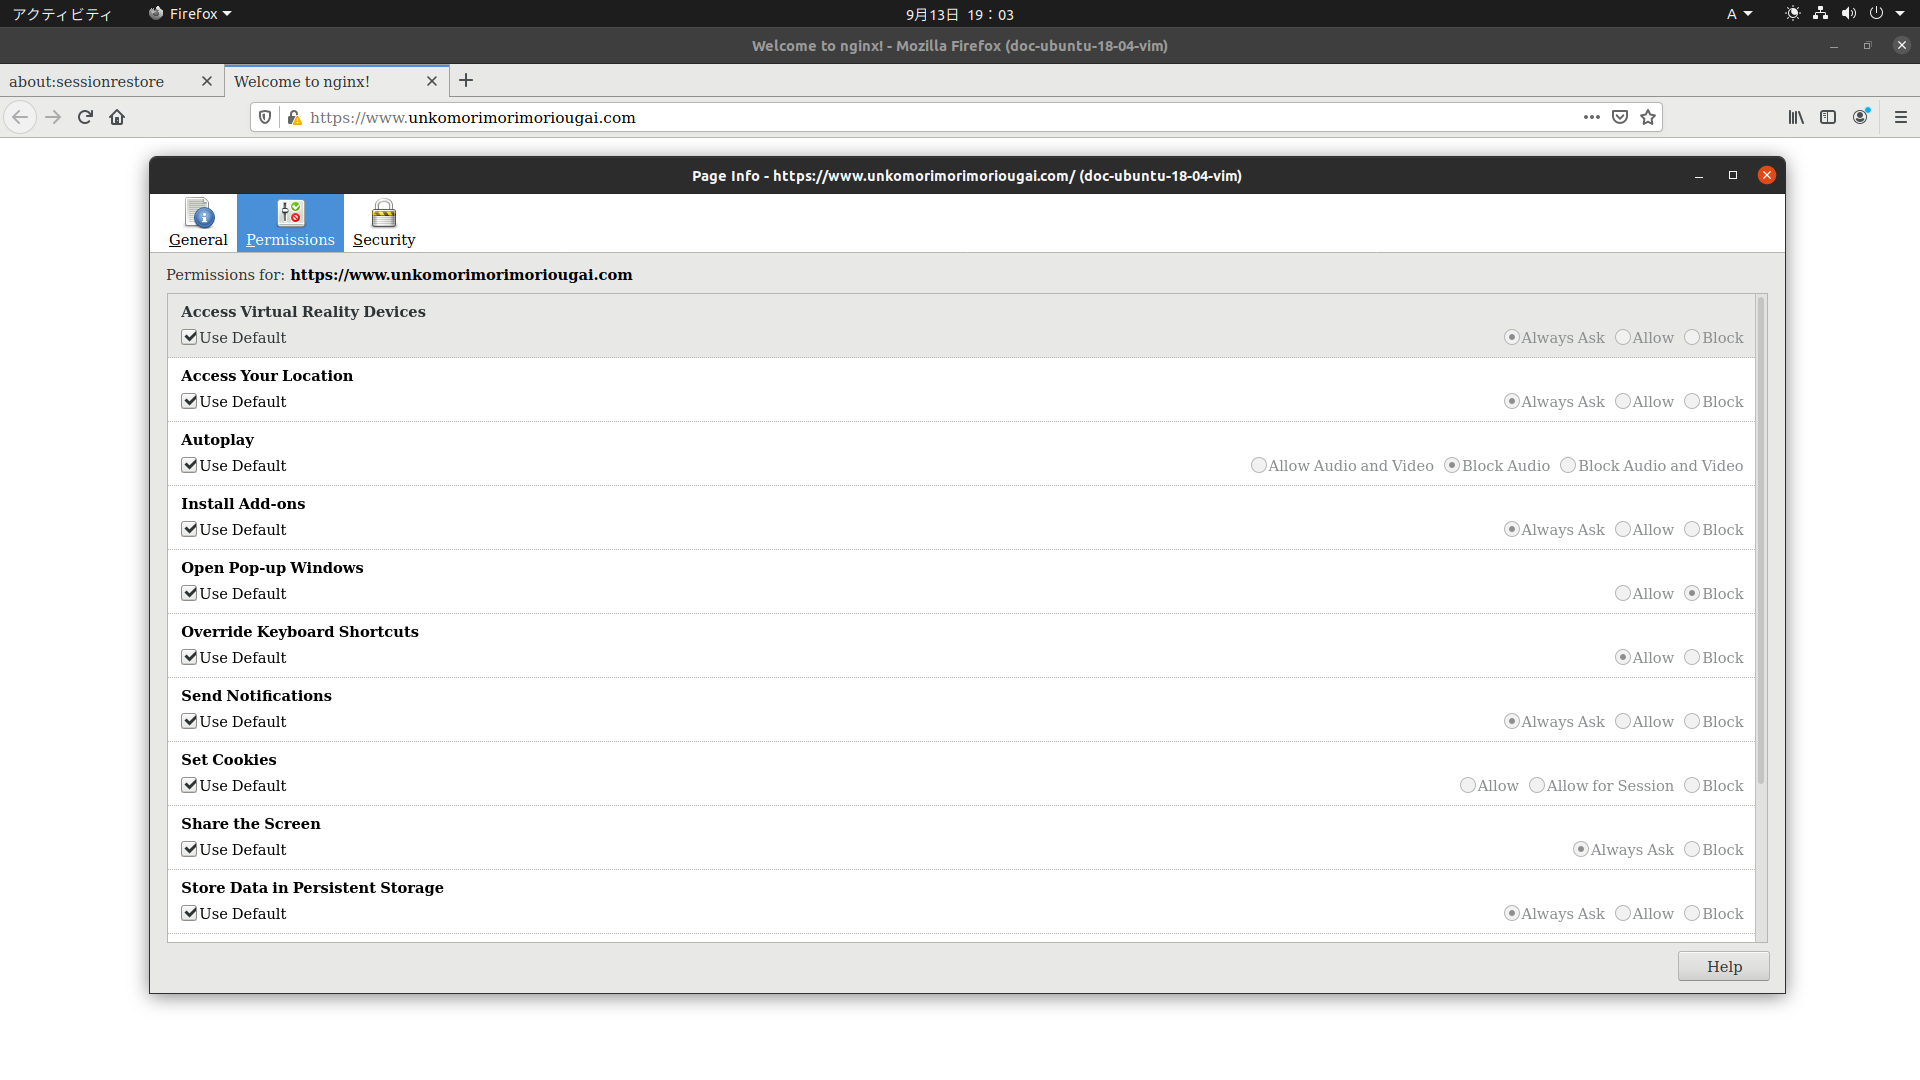 アクティビティ Firefox 9月13日 19：03 A
Welcome to nginx! - Mozilla Firefox (doc-ubuntu-18-04-vim)
about:sessionrestore Welcome to nginx!
https://www.unkomorimorimoriougai.com
Page Info - https://www.unkomorimorimoriougai.com/ (doc-ubuntu-18-04-vim)
General Permissions Security
Permissions for: https://www.unkomorimorimoriougai.com
Access Virtual Reality Devices
Use Default Always Ask Allow Block
Access Your Location
Use Default Always Ask Allow Block
Autoplay
Use Default Allow Audio and Video Block Audio Block Audio and Video
Install Add-ons
Use Default Always Ask Allow Block
Open Pop-up Windows
Use Default Allow Block
Override Keyboard Shortcuts
Use Default Allow Block
Send Notifications
Use Default Always Ask Allow Block
Set Cookies
Use Default Allow Allow for Session Block
Share the Screen
Use Default Always Ask Block
Store Data in Persistent Storage
Use Default Always Ask Allow Block
Help